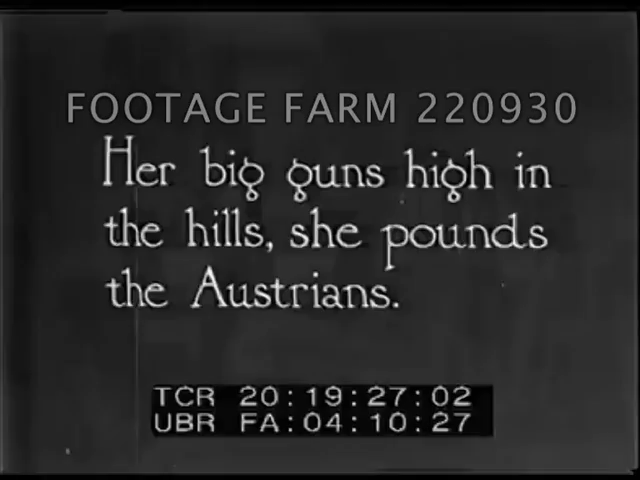 FOOTAGE FARM 220930
Her big guns high in
the hills, she pounds
the Austrians.
TCR 20:19:27:02
UBR FA:04:10:27